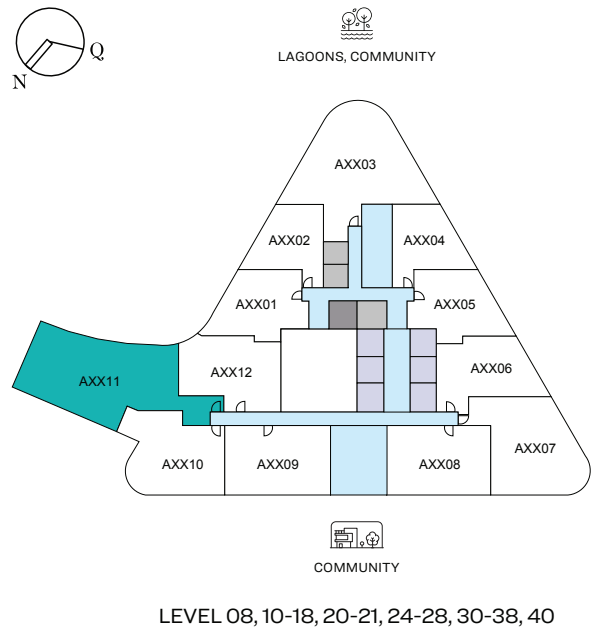 N
Q
LAGOONS, COMMUNITY
AXX03
AXX02
AXX04
AXX01
AXX05
AXX11
AXX12
AXX06
AXX10
AXX09
AXX08
AXX07
COMMUNITY
LEVEL 08, 10-18, 20-21, 24-28, 30-38, 40